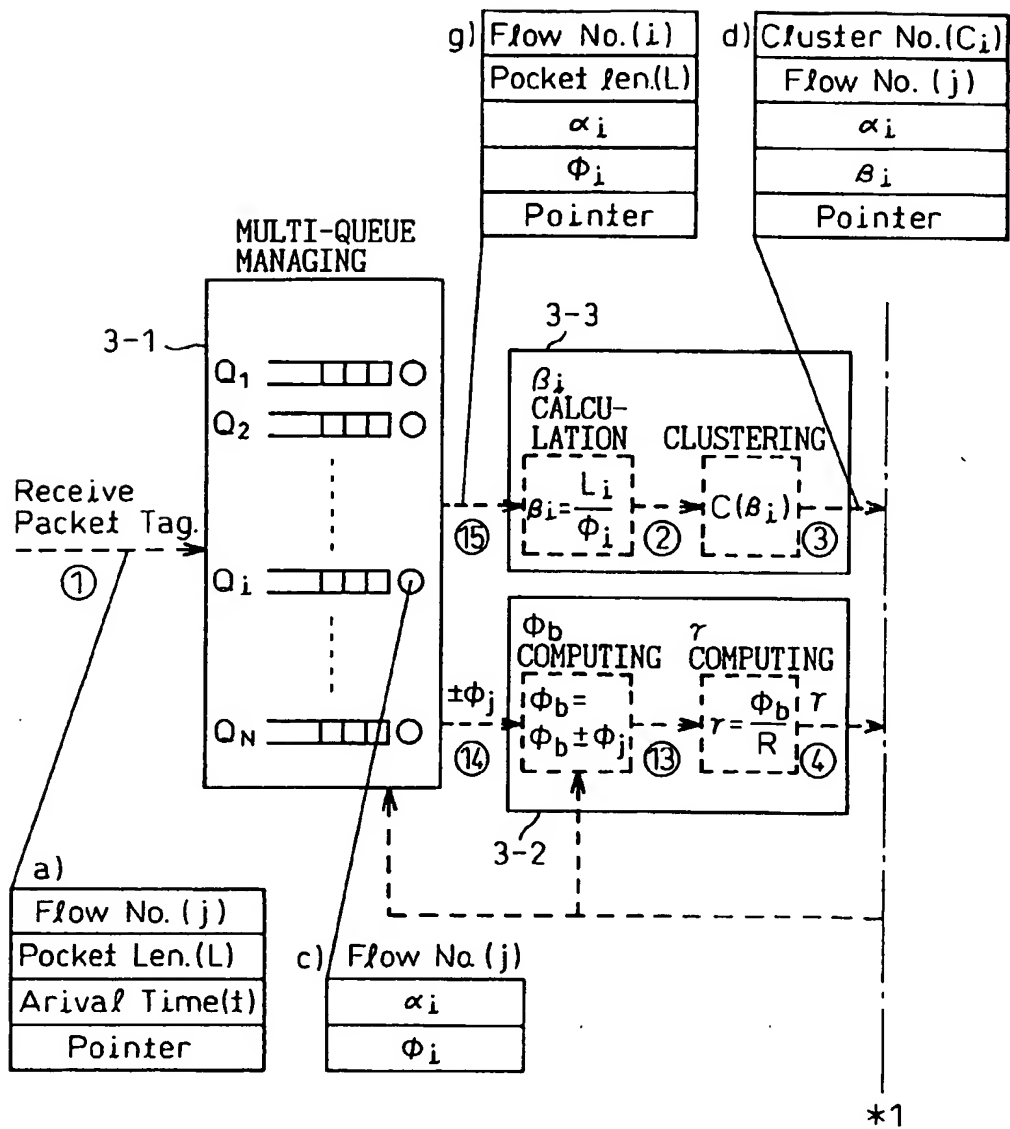 g) Flow No.(i)
Pocket len.(L)
αi
Φi
Pointer
d) Cluster No.(Ci)
Flow No. (j)
αi
βi
Pointer
MULTI-QUEUE
MANAGING
3-1
Q1
Q2
Qi
QN
Receive
Packet Tag.
①
3-3
βi
CALCU-
LATION
CLUSTERING
βi=Li/Φi
C(βi)
⑮
②
③
Φb
COMPUTING
γ
COMPUTING
±Φj
Φb=
Φb±Φj
γ=Φb/R
γ
⑭
⑬
④
3-2
a)
Flow No. (j)
Pocket Len.(L)
Arival Time(t)
Pointer
c) Flow No. (j)
αi
Φi
*1